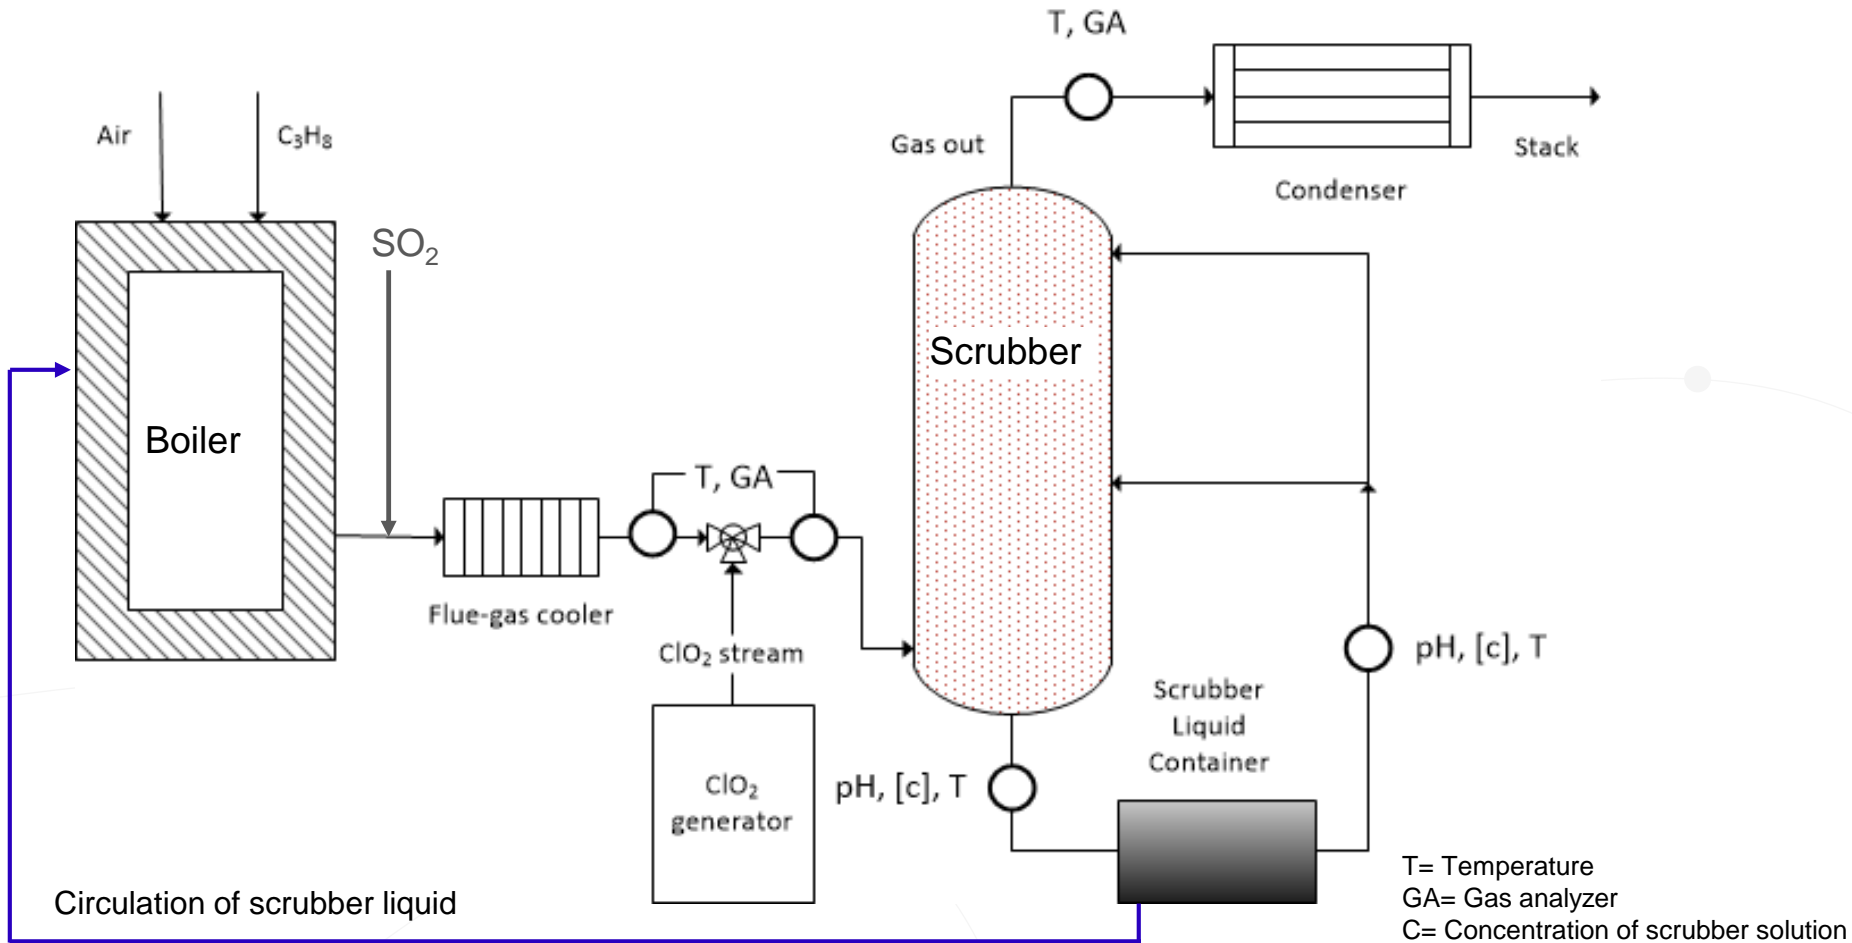 T, GA
Air
C₃H₈
Gas out
Stack
Condenser
SO₂
Scrubber
Boiler
T, GA
Flue-gas cooler
ClO₂ stream
pH, [c], T
Scrubber
Liquid
Container
ClO₂
generator
pH, [c], T
T= Temperature
GA= Gas analyzer
C= Concentration of scrubber solution
Circulation of scrubber liquid